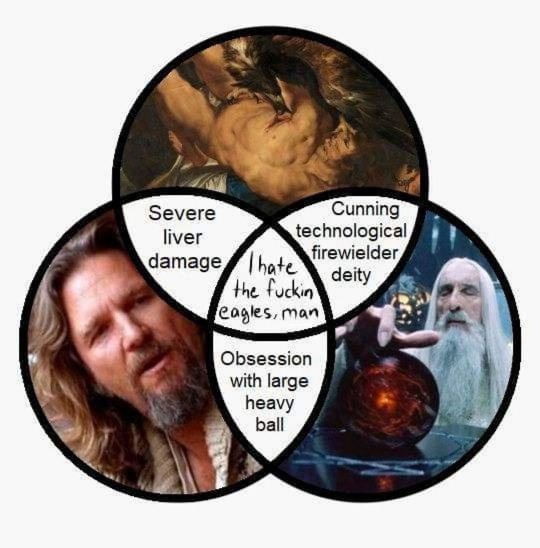 Severe
liver
damage
Cunning
technological
firewielder
deity
I hate
the fuckin
eagles, man
Obsession
with large
heavy
ball